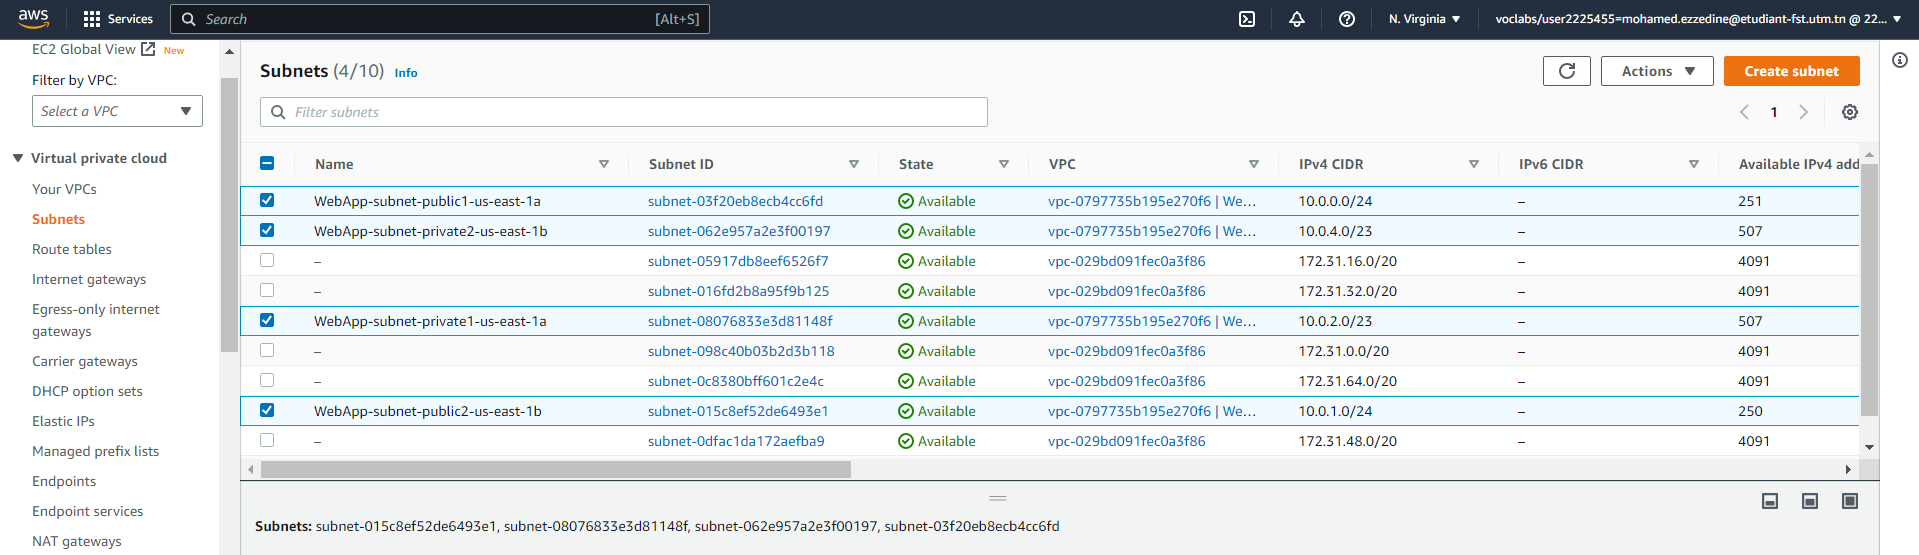 aws Services Search [Alt+S] N. Virginia voclabs/user2225455=mohamed.ezzedine@etudiant-fst.utm.tn @ 22...
EC2 Global View New
Filter by VPC:
Select a VPC
Virtual private cloud
Your VPCs
Subnets
Route tables
Internet gateways
Egress-only internet
gateways
Carrier gateways
DHCP option sets
Elastic IPs
Managed prefix lists
Endpoints
Endpoint services
NAT gateways
Subnets (4/10) Info
Actions
Create subnet
Filter subnets
1
Name Subnet ID State VPC IPv4 CIDR IPv6 CIDR Available IPv4 add
WebApp-subnet-public1-us-east-1a subnet-03f20eb8ecb4cc6fd Available vpc-0797735b195e270f6 | We... 10.0.0.0/24 – 251
WebApp-subnet-private2-us-east-1b subnet-062e957a2e3f00197 Available vpc-0797735b195e270f6 | We... 10.0.4.0/23 – 507
– subnet-05917db8eef6526f7 Available vpc-029bd091fec0a3f86 172.31.16.0/20 – 4091
– subnet-016fd2b8a95f9b125 Available vpc-029bd091fec0a3f86 172.31.32.0/20 – 4091
WebApp-subnet-private1-us-east-1a subnet-08076833e3d81148f Available vpc-0797735b195e270f6 | We... 10.0.2.0/23 – 507
– subnet-098c40b03b2d3b118 Available vpc-029bd091fec0a3f86 172.31.0.0/20 – 4091
– subnet-0c8380bff601c2e4c Available vpc-029bd091fec0a3f86 172.31.64.0/20 – 4091
WebApp-subnet-public2-us-east-1b subnet-015c8ef52de6493e1 Available vpc-0797735b195e270f6 | We... 10.0.1.0/24 – 250
– subnet-0dfac1da172aefba9 Available vpc-029bd091fec0a3f86 172.31.48.0/20 – 4091
Subnets: subnet-015c8ef52de6493e1, subnet-08076833e3d81148f, subnet-062e957a2e3f00197, subnet-03f20eb8ecb4cc6fd